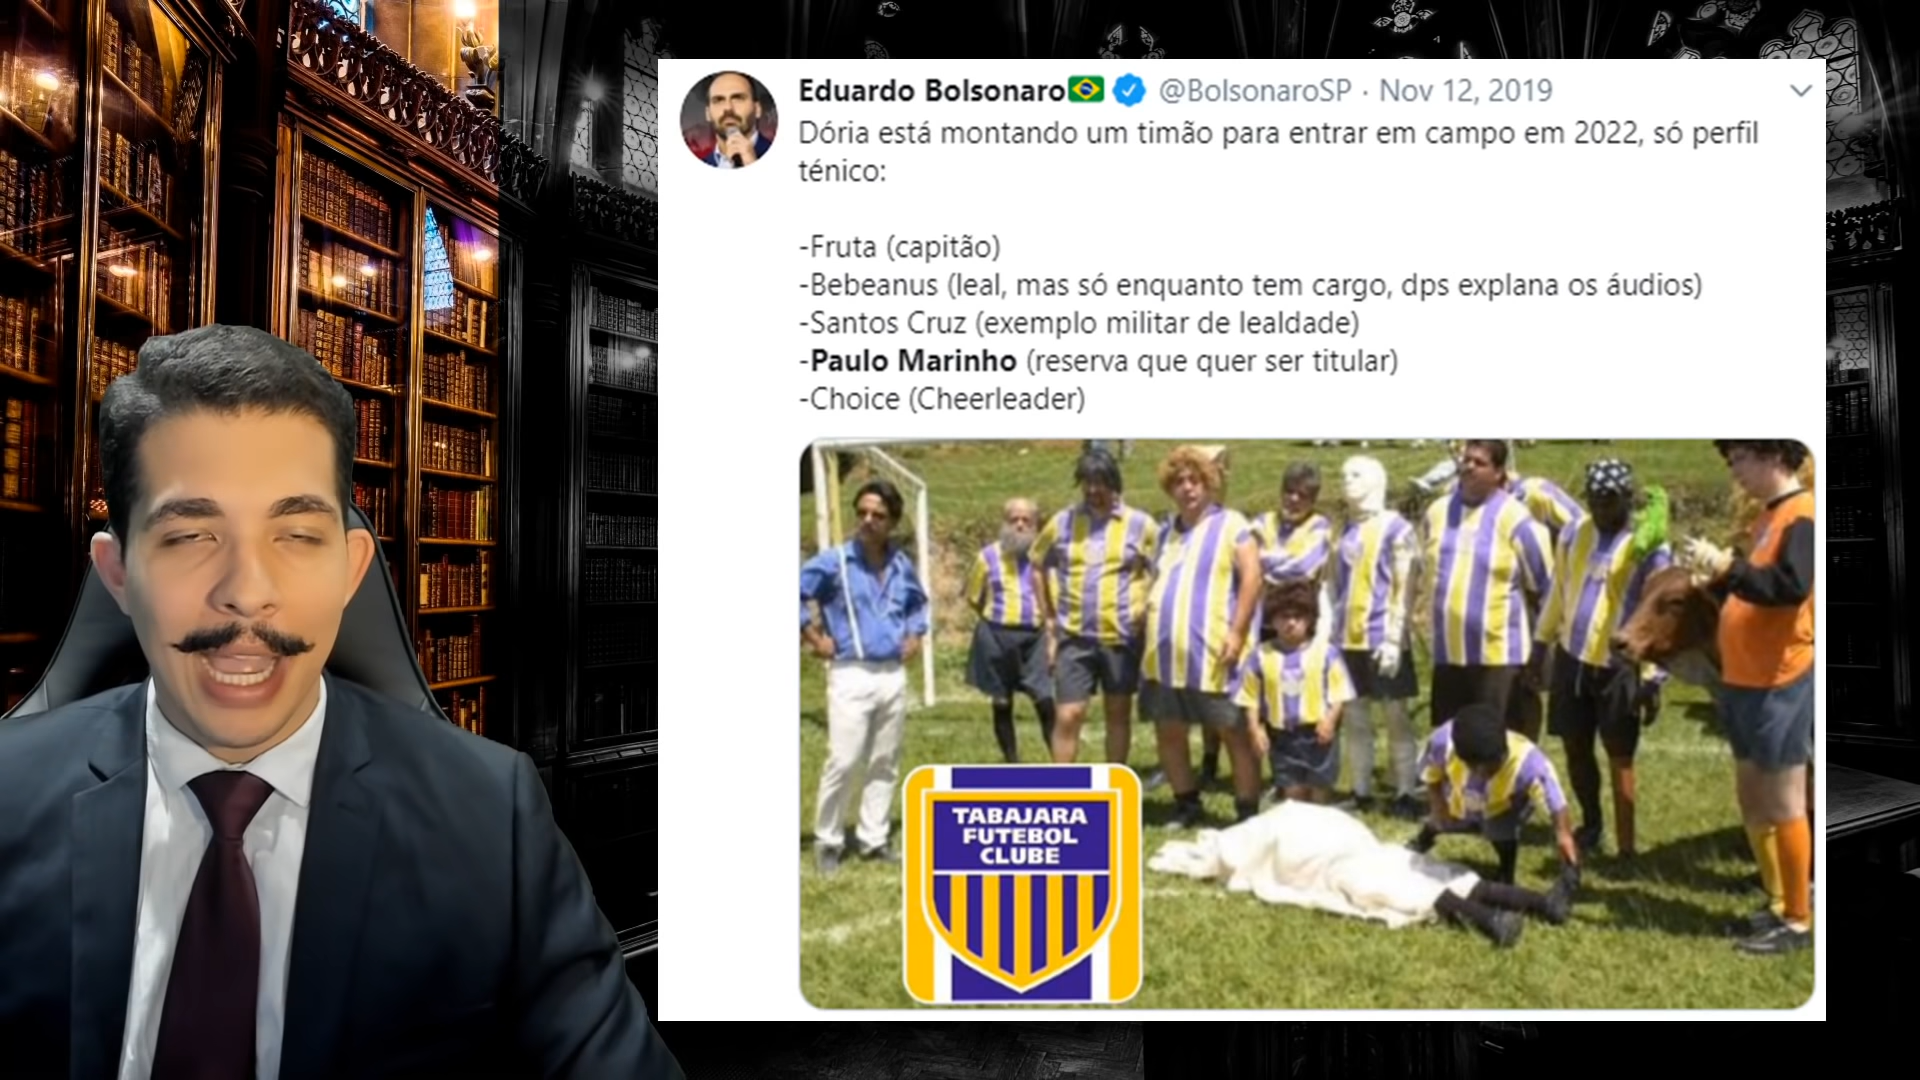 Eduardo Bolsonaro🇧🇷 @BolsonaroSP · Nov 12, 2019
Dória está montando um timão para entrar em campo em 2022, só perfil
ténico:
-Fruta (capitão)
-Bebeanus (leal, mas só enquanto tem cargo, dps explana os áudios)
-Santos Cruz (exemplo militar de lealdade)
-Paulo Marinho (reserva que quer ser titular)
-Choice (Cheerleader)
TABAJARA
FUTEBOL
CLUBE